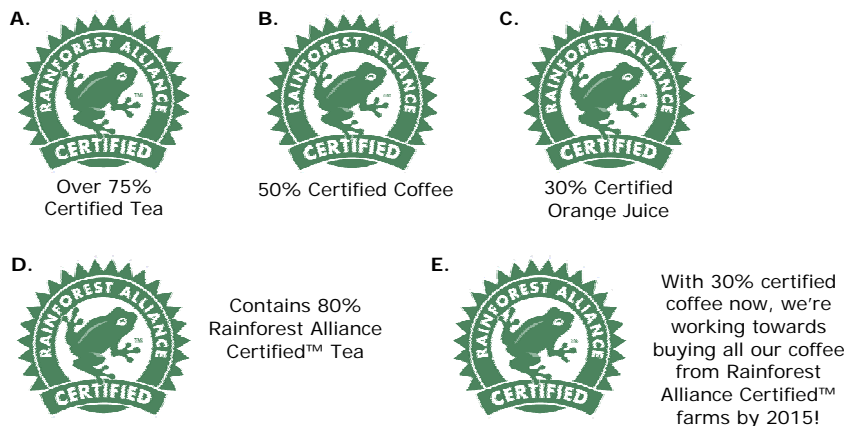 A.
RAINFOREST ALLIANCE
TM
CERTIFIED
Over 75%
Certified Tea
B.
RAINFOREST ALLIANCE
CERTIFIED
50% Certified Coffee
C.
RAINFOREST ALLIANCE
CERTIFIED
30% Certified
Orange Juice
D.
RAINFOREST ALLIANCE
TM
CERTIFIED
Contains 80%
Rainforest Alliance
Certified™ Tea
E.
RAINFOREST ALLIANCE
CERTIFIED
With 30% certified
coffee now, we’re
working towards
buying all our coffee
from Rainforest
Alliance Certified™
farms by 2015!